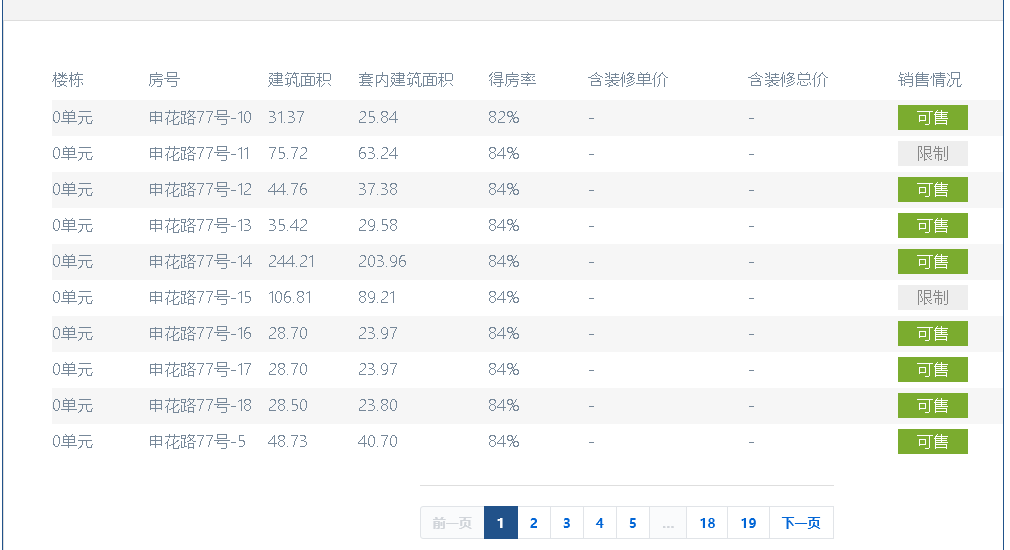 楼栋 房号 建筑面积 套内建筑面积 得房率 含装修单价 含装修总价 销售情况
0单元 申花路77号-10 31.37 25.84 82% - - 可售
0单元 申花路77号-11 75.72 63.24 84% - - 限制
0单元 申花路77号-12 44.76 37.38 84% - - 可售
0单元 申花路77号-13 35.42 29.58 84% - - 可售
0单元 申花路77号-14 244.21 203.96 84% - - 可售
0单元 申花路77号-15 106.81 89.21 84% - - 限制
0单元 申花路77号-16 28.70 23.97 84% - - 可售
0单元 申花路77号-17 28.70 23.97 84% - - 可售
0单元 申花路77号-18 28.50 23.80 84% - - 可售
0单元 申花路77号-5 48.73 40.70 84% - - 可售
前一页 1 2 3 4 5 ... 18 19 下一页